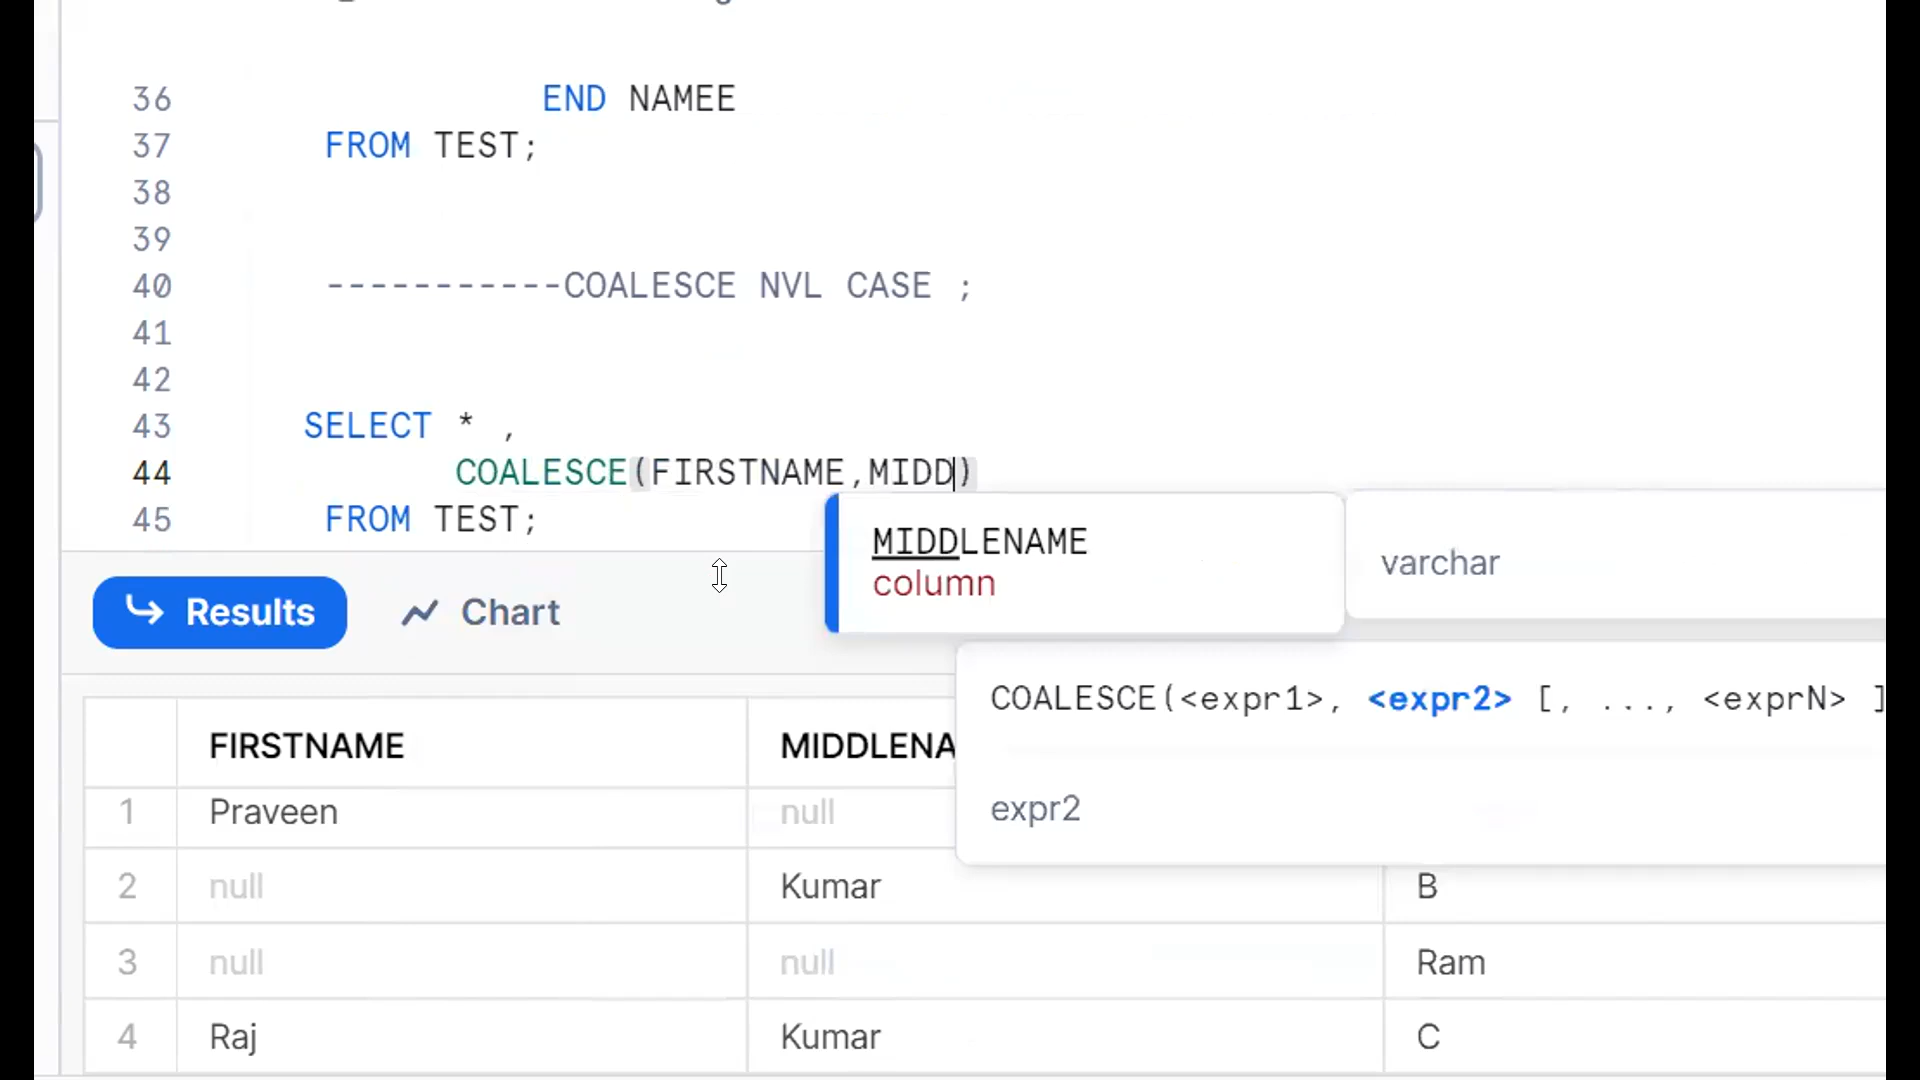 36 END NAMEE
37 FROM TEST;
38
39
40 -----------COALESCE NVL CASE ;
41
42
43 SELECT * ,
44 COALESCE(FIRSTNAME,MIDD)
45 FROM TEST;
MIDDLENAME
column
varchar
Results Chart
COALESCE(<expr1>, <expr2> [, ..., <exprN> ]
expr2
FIRSTNAME MIDDLENA
1 Praveen null
2 null Kumar B
3 null null Ram
4 Raj Kumar C